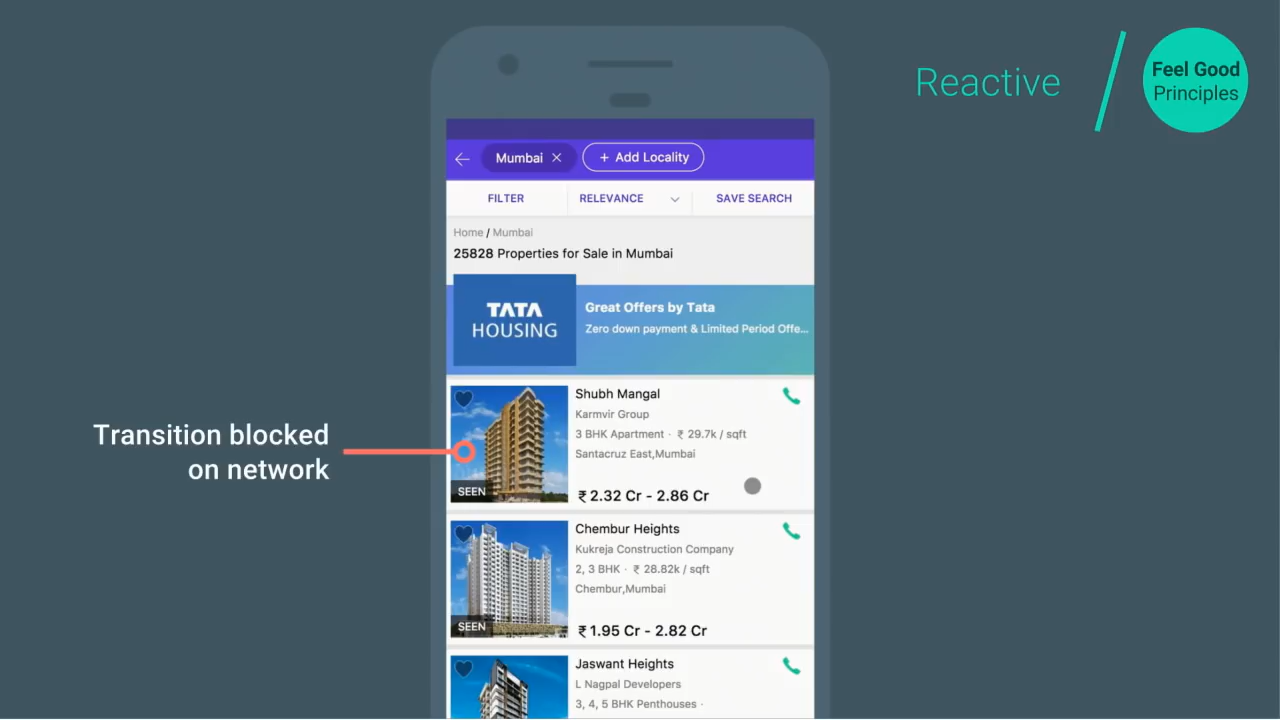 Reactive
Feel Good
Principles
Mumbai ×
+ Add Locality
FILTER
RELEVANCE
SAVE SEARCH
Home / Mumbai
25828 Properties for Sale in Mumbai
TATA
HOUSING
Great Offers by Tata
Zero down payment & Limited Period Offe...
Transition blocked
on network
SEEN
Shubh Mangal
Karmvir Group
3 BHK Apartment · ₹ 29.7k / sqft
Santacruz East,Mumbai
₹ 2.32 Cr - 2.86 Cr
SEEN
Chembur Heights
Kukreja Construction Company
2, 3 BHK · ₹ 28.82k / sqft
Chembur,Mumbai
₹ 1.95 Cr - 2.82 Cr
Jaswant Heights
L Nagpal Developers
3, 4, 5 BHK Penthouses ·